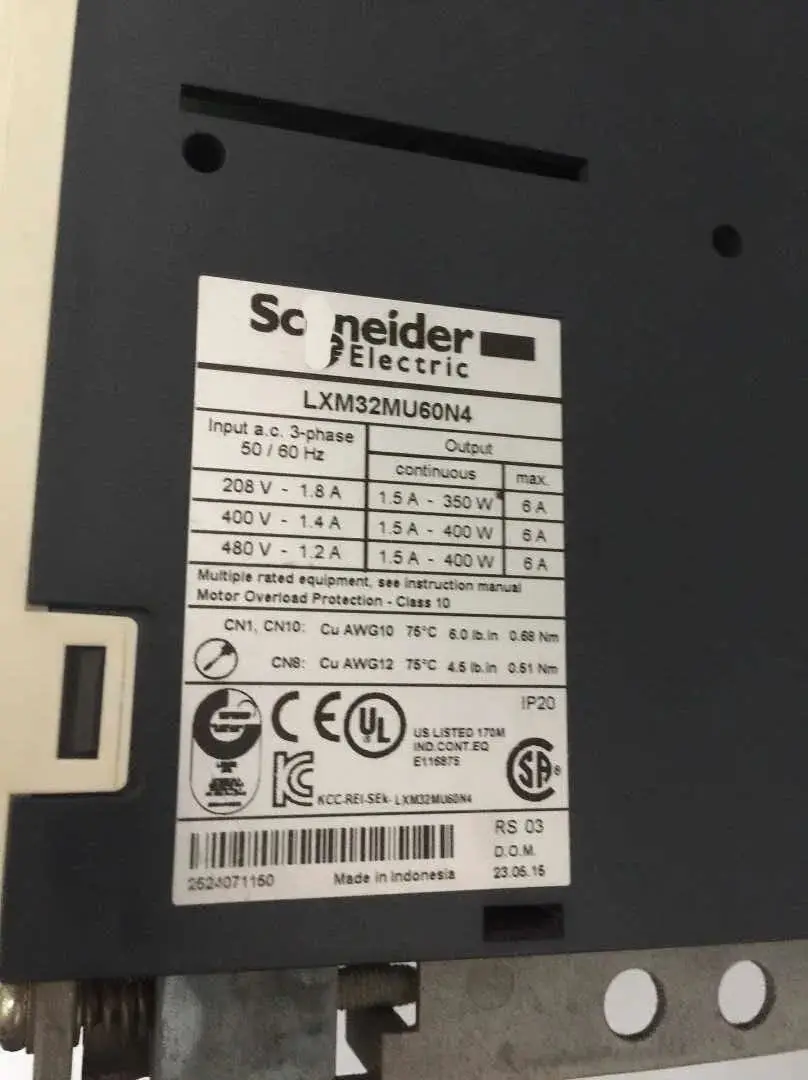 Schneider
Electric
LXM32MU60N4
Input a.c. 3-phase
50 / 60 Hz
Output
continuous
max.
208 V - 1.8 A
1.5 A - 350 W
6 A
400 V - 1.4 A
1.5 A - 400 W
6 A
480 V - 1.2 A
1.5 A - 400 W
6 A
Multiple rated equipment, see instruction manual
Motor Overload Protection - Class 10
CN1, CN10: Cu AWG10 75°C 6.0 lb.in 0.68 Nm
CN8: Cu AWG12 75°C 4.5 lb.in 0.51 Nm
IP20
CE
UL
US LISTED 170M
IND.CONT.EQ
E116875
SA
KCC-REI-SEk-LXM32MU60N4
RS 03
D.O.M.
23.05.15
2524071150
Made in Indonesia